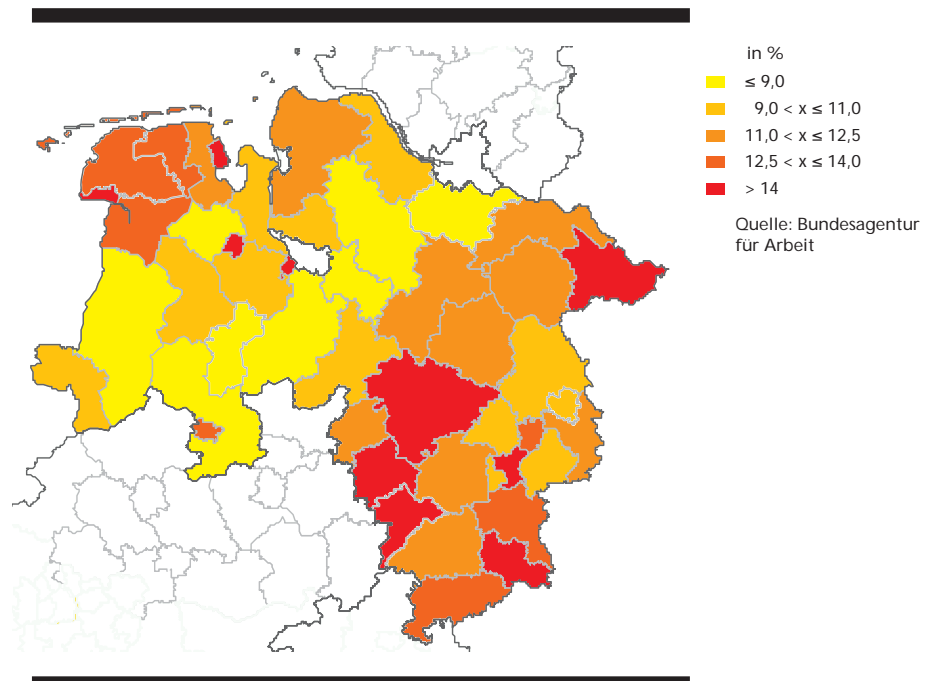 in %
≤ 9,0
9,0 < x ≤ 11,0
11,0 < x ≤ 12,5
12,5 < x ≤ 14,0
> 14
Quelle: Bundesagentur
für Arbeit